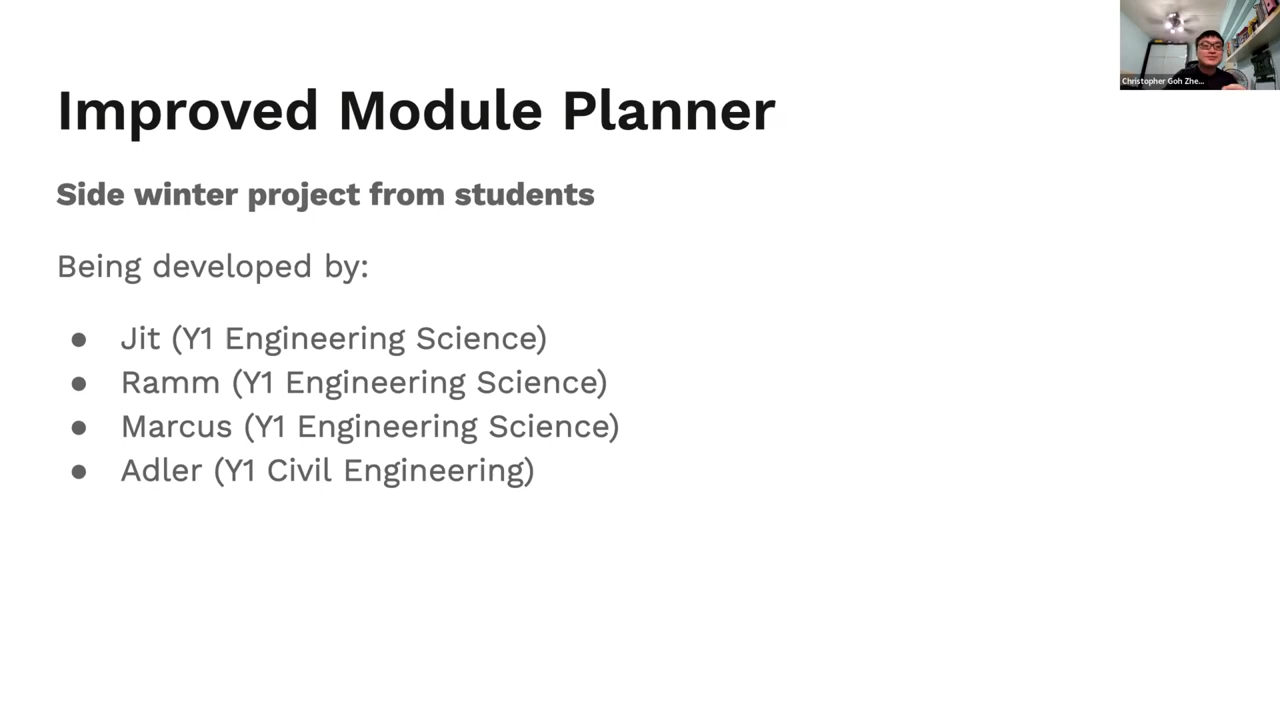 Improved Module Planner
Christopher Goh Zhe...
Side winter project from students
Being developed by:
● Jit (Y1 Engineering Science)
● Ramm (Y1 Engineering Science)
● Marcus (Y1 Engineering Science)
● Adler (Y1 Civil Engineering)